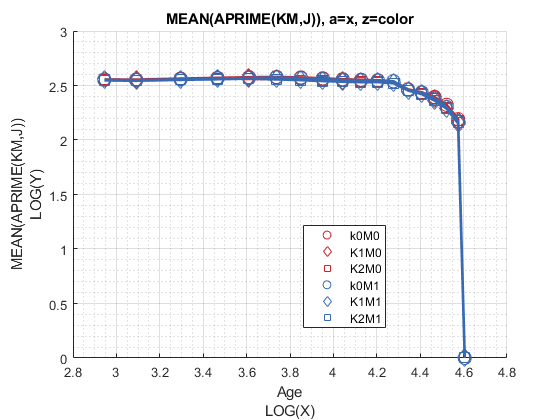 MEAN(APRIME(KM,J)), a=x, z=color
MEAN(APRIME(KM,J))
LOG(Y)
3
2.5
2
1.5
1
0.5
0
k0M0
K1M0
K2M0
k0M1
K1M1
K2M1
2.8 3 3.2 3.4 3.6 3.8 4 4.2 4.4 4.6 4.8
Age
LOG(X)